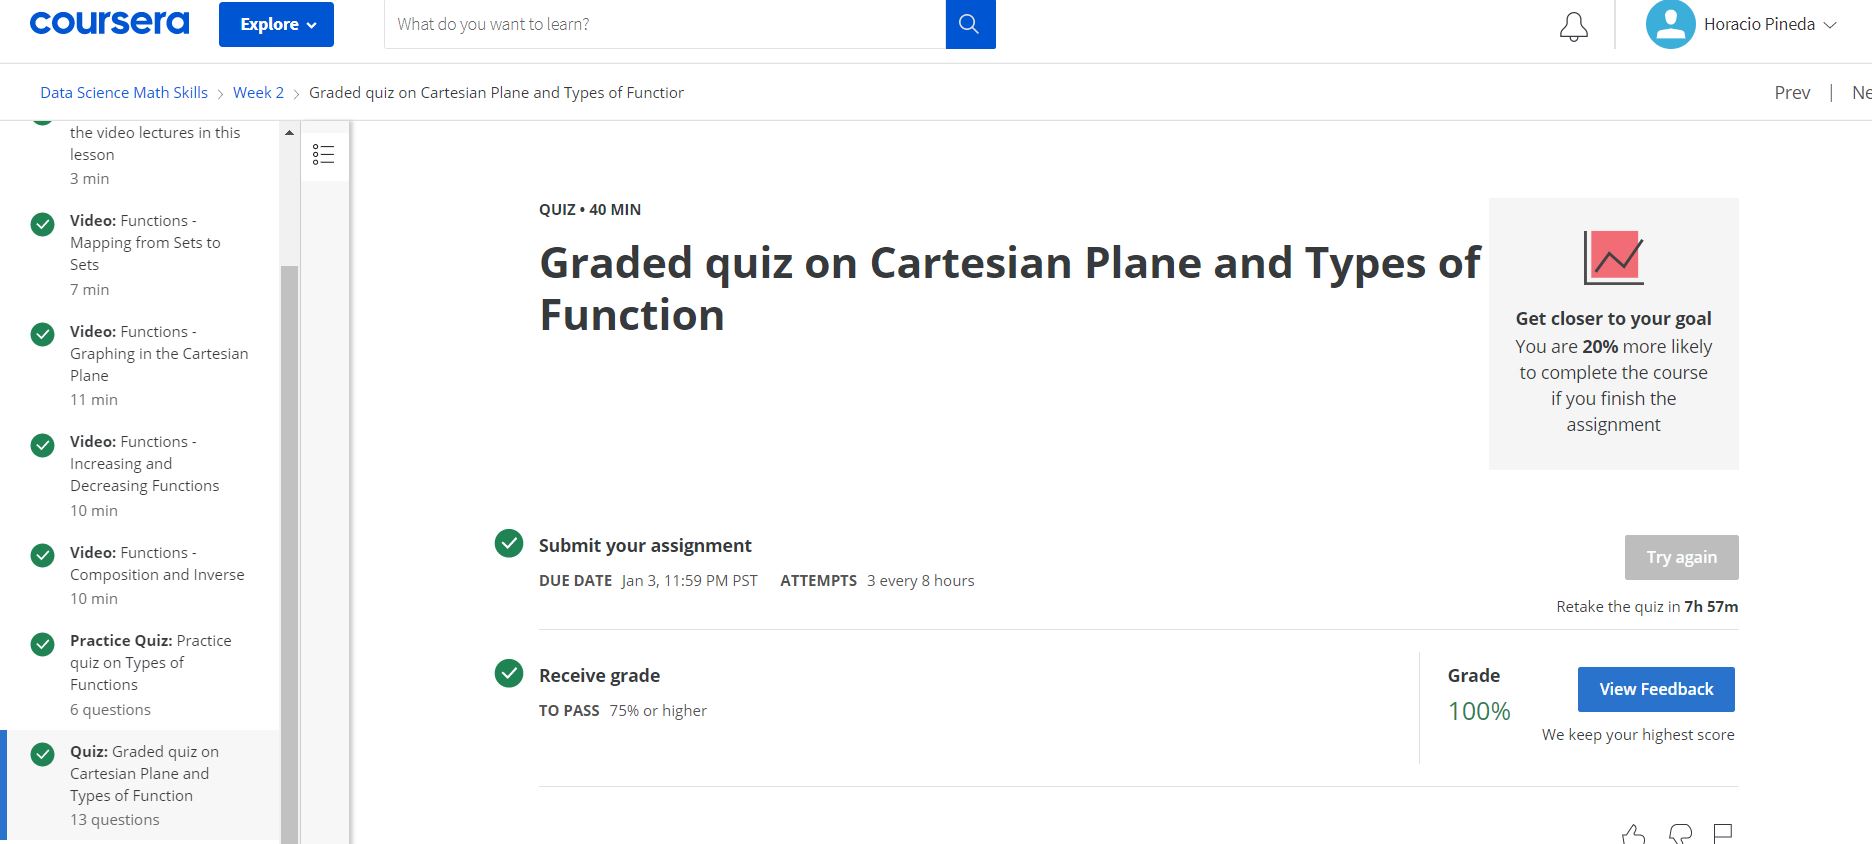 coursera
Explore
What do you want to learn?
Horacio Pineda
Data Science Math Skills > Week 2 > Graded quiz on Cartesian Plane and Types of Functior
Prev | Ne
the video lectures in this
lesson
3 min
Video: Functions -
Mapping from Sets to
Sets
7 min
Video: Functions -
Graphing in the Cartesian
Plane
11 min
Video: Functions -
Increasing and
Decreasing Functions
10 min
Video: Functions -
Composition and Inverse
10 min
Practice Quiz: Practice
quiz on Types of
Functions
6 questions
Quiz: Graded quiz on
Cartesian Plane and
Types of Function
13 questions
QUIZ • 40 MIN
Graded quiz on Cartesian Plane and Types of
Function
Get closer to your goal
You are 20% more likely
to complete the course
if you finish the
assignment
Submit your assignment
DUE DATE Jan 3, 11:59 PM PST ATTEMPTS 3 every 8 hours
Try again
Retake the quiz in 7h 57m
Receive grade
TO PASS 75% or higher
Grade
100%
View Feedback
We keep your highest score